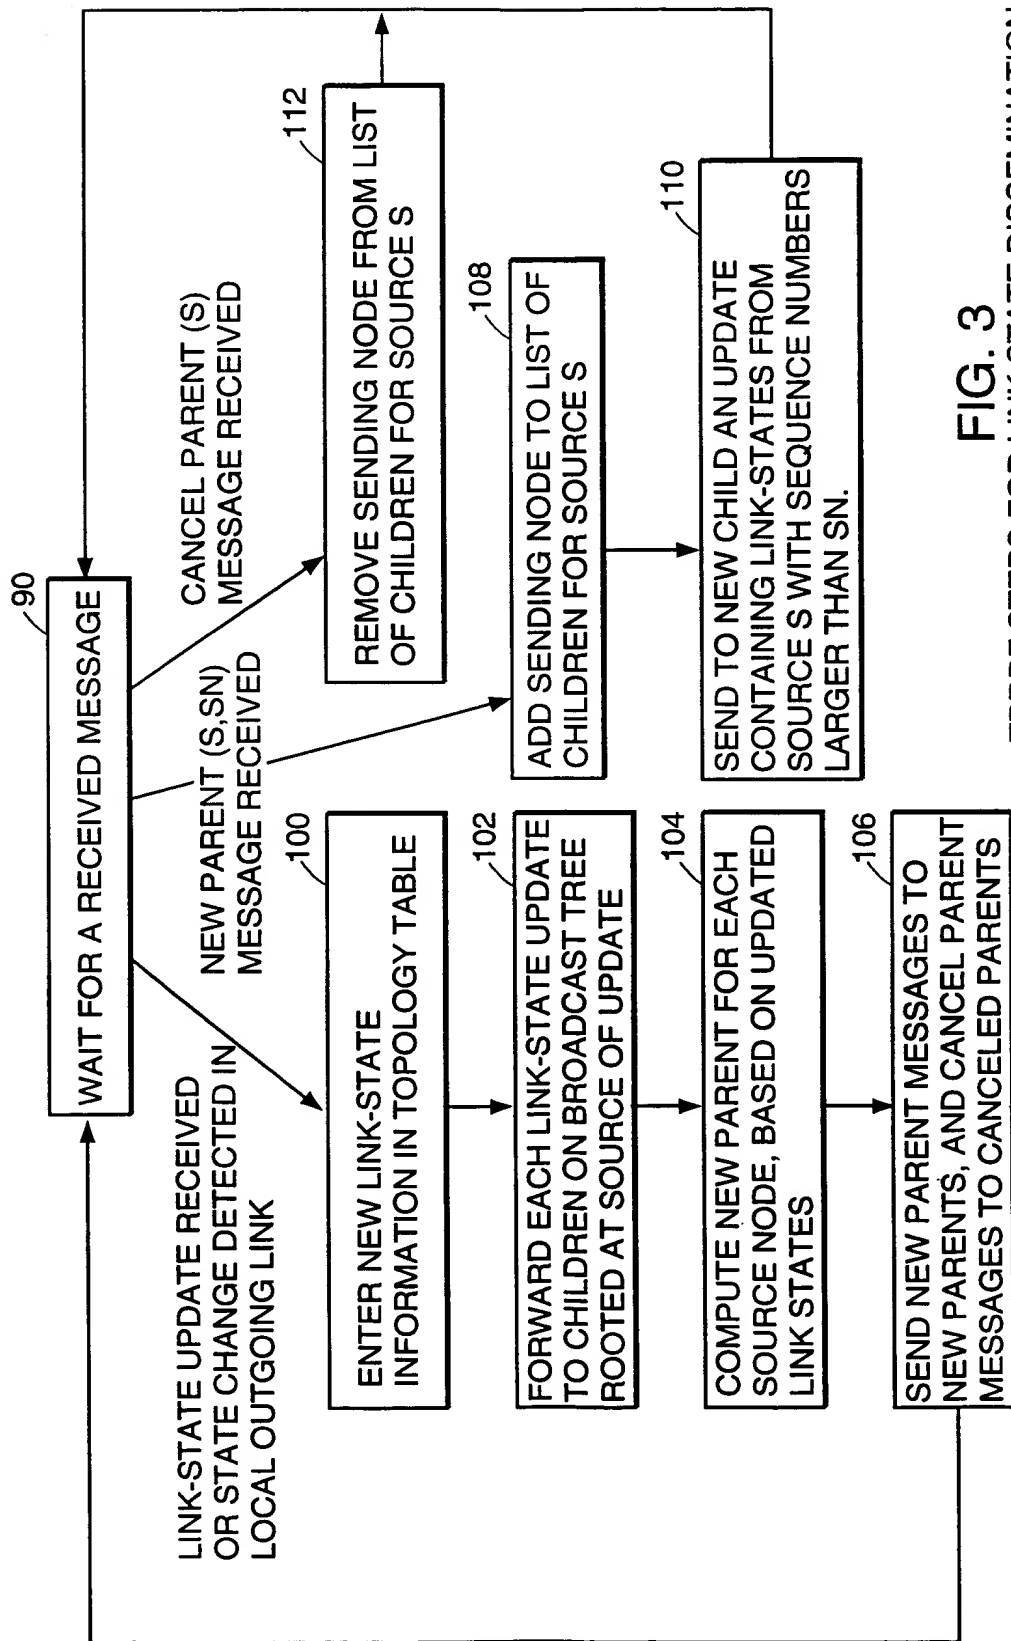 90
WAIT FOR A RECEIVED MESSAGE
LINK-STATE UPDATE RECEIVED
OR STATE CHANGE DETECTED IN
LOCAL OUTGOING LINK
NEW PARENT (S,SN)
MESSAGE RECEIVED
CANCEL PARENT (S)
MESSAGE RECEIVED
100
ENTER NEW LINK-STATE
INFORMATION IN TOPOLOGY TABLE
102
FORWARD EACH LINK-STATE UPDATE
TO CHILDREN ON BROADCAST TREE
ROOTED AT SOURCE OF UPDATE
104
COMPUTE NEW PARENT FOR EACH
SOURCE NODE, BASED ON UPDATED
LINK STATES
106
SEND NEW PARENT MESSAGES TO
NEW PARENTS, AND CANCEL PARENT
MESSAGES TO CANCELED PARENTS
112
REMOVE SENDING NODE FROM LIST
OF CHILDREN FOR SOURCE S
108
ADD SENDING NODE TO LIST OF
CHILDREN FOR SOURCE S
110
SEND TO NEW CHILD AN UPDATE
CONTAINING LINK-STATES FROM
SOURCE S WITH SEQUENCE NUMBERS
LARGER THAN SN.
FIG. 3
STEPS FOR LINK-STATE DISSEMINATION